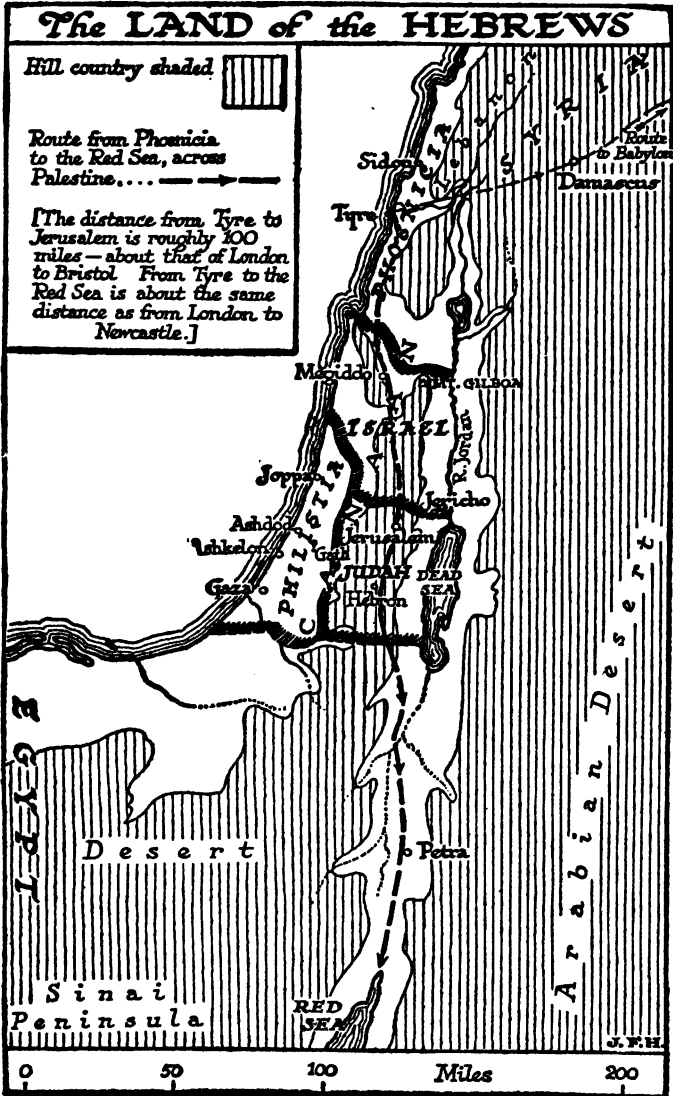 The LAND of the HEBREWS
Hill country shaded
Route from Phoenicia
to the Red Sea, across
Palestine....
[The distance from Tyre to
Jerusalem is roughly 100
miles — about that of London
to Bristol From Tyre to the
Red Sea is about the same
distance as from London to
Newcastle.]
SYRIA
Lebanon
Route
to Babylon
Sidon
Damascus
PHOENICIA
Tyre
Megiddo
MT. GILBOA
CANAAN
ISRAEL
R. Jordan
Joppa
PHILISTIA
Jericho
Ashdod
Jerusalem
Ashkelon
Gath
JUDAH
DEAD
SEA
Gaza
Hebron
EGYPT
Desert
Petra
Arabian Desert
Sinai
Peninsula
RED
SEA
J.F.H.
0 50 100 Miles 200